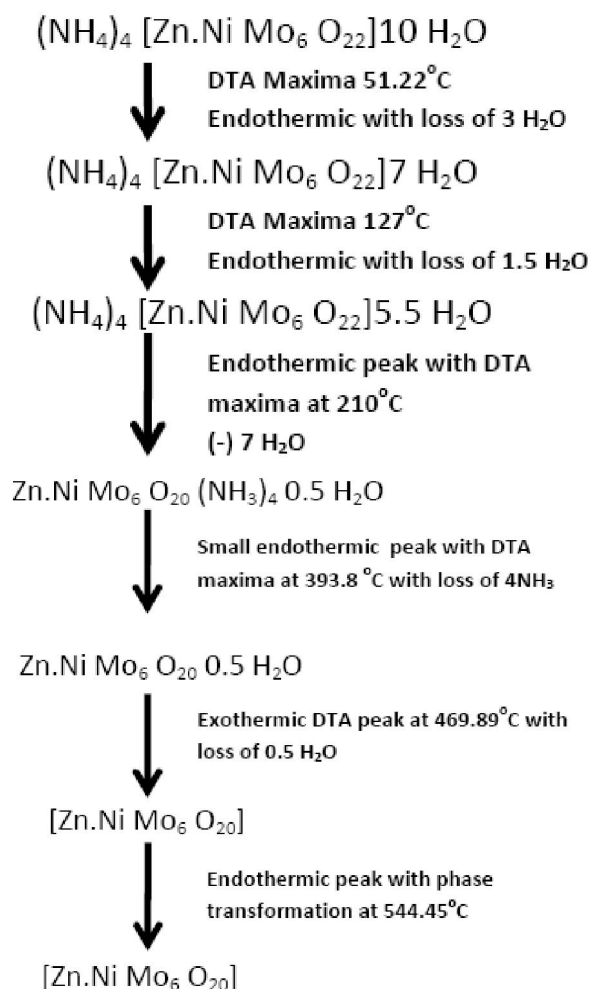 (NH₄)₄ [Zn.Ni Mo₆ O₂₂]10 H₂O
DTA Maxima 51.22°C
Endothermic with loss of 3 H₂O
(NH₄)₄ [Zn.Ni Mo₆ O₂₂]7 H₂O
DTA Maxima 127°C
Endothermic with loss of 1.5 H₂O
(NH₄)₄ [Zn.Ni Mo₆ O₂₂]5.5 H₂O
Endothermic peak with DTA
maxima at 210°C
(-) 7 H₂O
Zn.Ni Mo₆ O₂₀ (NH₃)₄ 0.5 H₂O
Small endothermic peak with DTA
maxima at 393.8 °C with loss of 4NH₃
Zn.Ni Mo₆ O₂₀ 0.5 H₂O
Exothermic DTA peak at 469.89°C with
loss of 0.5 H₂O
[Zn.Ni Mo₆ O₂₀]
Endothermic peak with phase
transformation at 544.45°C
[Zn.Ni Mo₆ O₂₀]